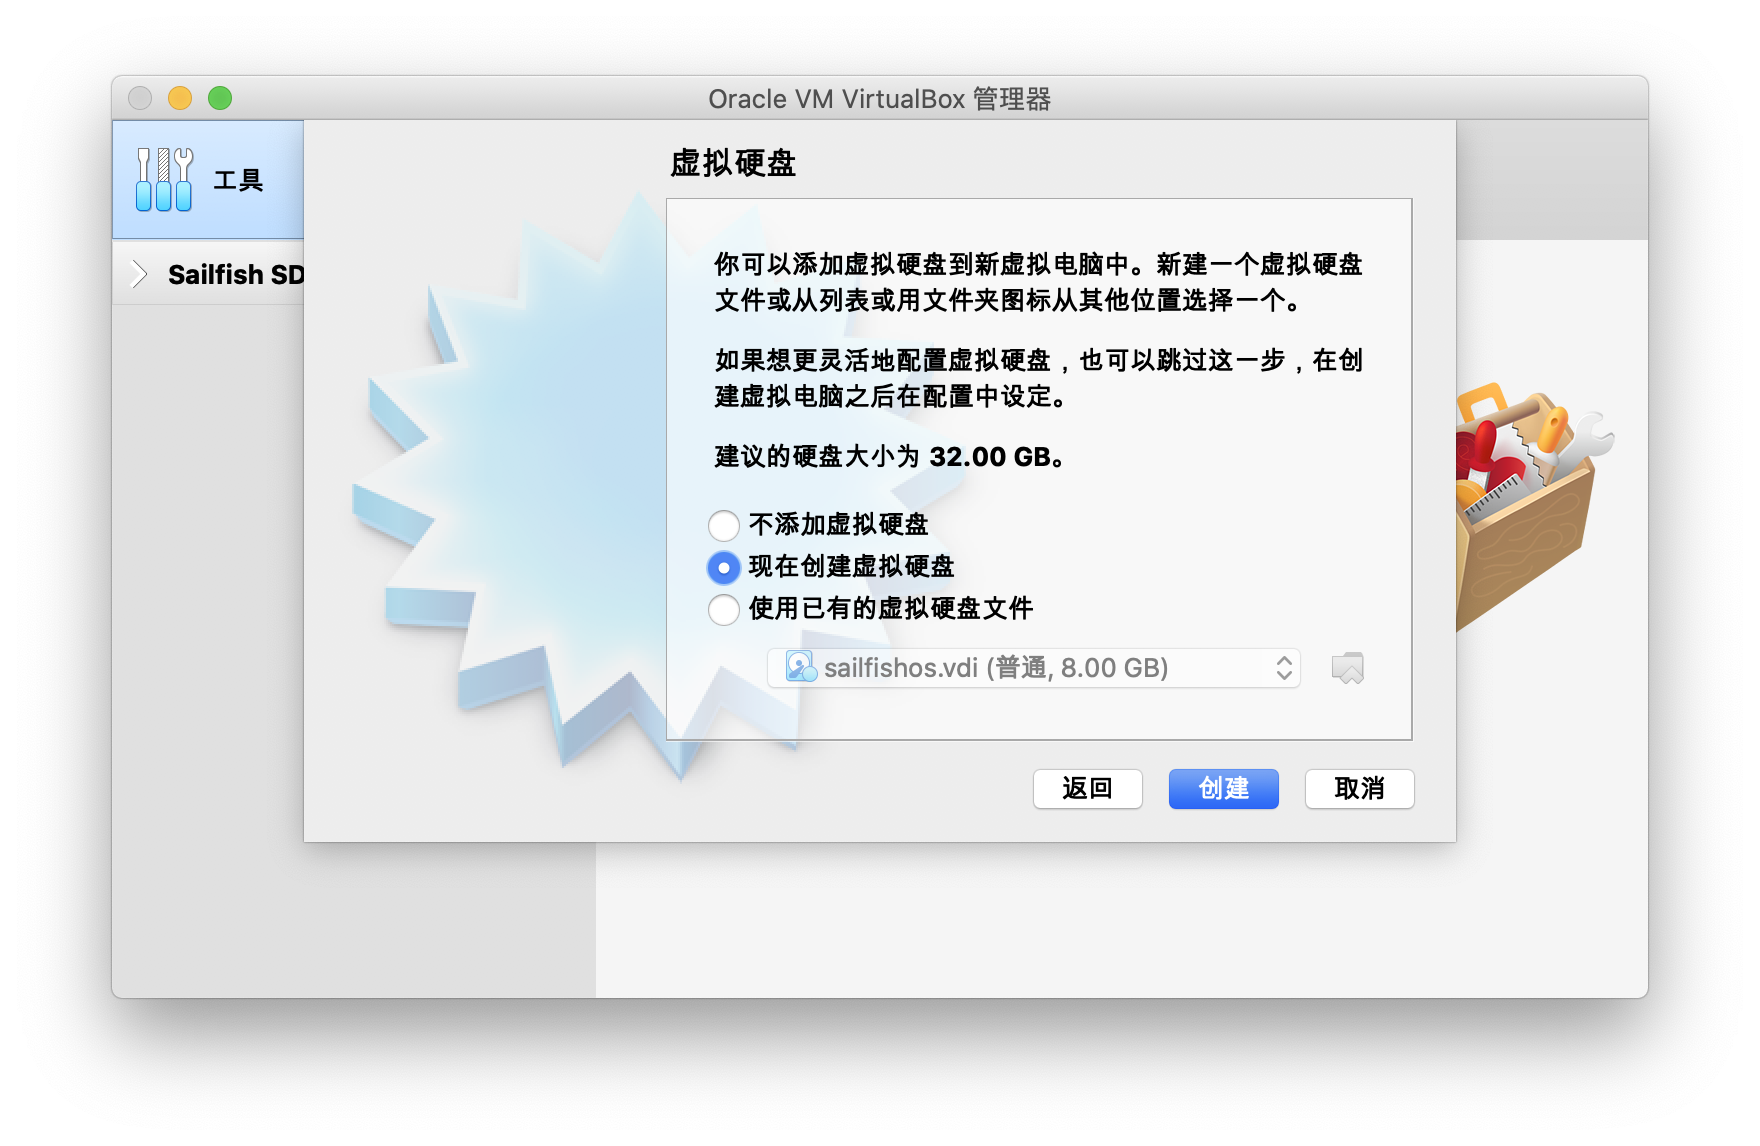 Oracle VM VirtualBox 管理器
工具
Sailfish SD
虚拟硬盘
你可以添加虚拟硬盘到新虚拟电脑中。新建一个虚拟硬盘
文件或从列表或用文件夹图标从其他位置选择一个。
如果想更灵活地配置虚拟硬盘，也可以跳过这一步，在创
建虚拟电脑之后在配置中设定。
建议的硬盘大小为 32.00 GB。
不添加虚拟硬盘
现在创建虚拟硬盘
使用已有的虚拟硬盘文件
sailfishos.vdi (普通, 8.00 GB)
返回
创建
取消